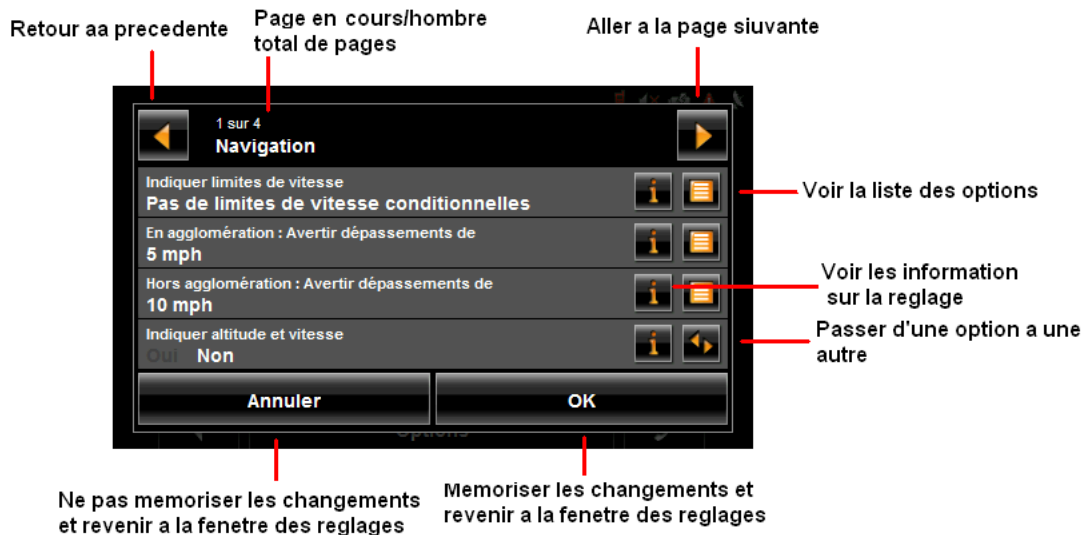 Retour aa precedente
Page en cours/hombre
total de pages
Aller a la page siuvante
1 sur 4
Navigation
Indiquer limites de vitesse
Pas de limites de vitesse conditionnelles
Voir la liste des options
En agglomération : Avertir dépassements de
5 mph
Hors agglomération : Avertir dépassements de
10 mph
Voir les information
sur la reglage
Indiquer altitude et vitesse
Oui Non
Passer d'une option a une
autre
Annuler
OK
Options
Ne pas memoriser les changements
et revenir a la fenetre des reglages
Memoriser les changements et
revenir a la fenetre des reglages